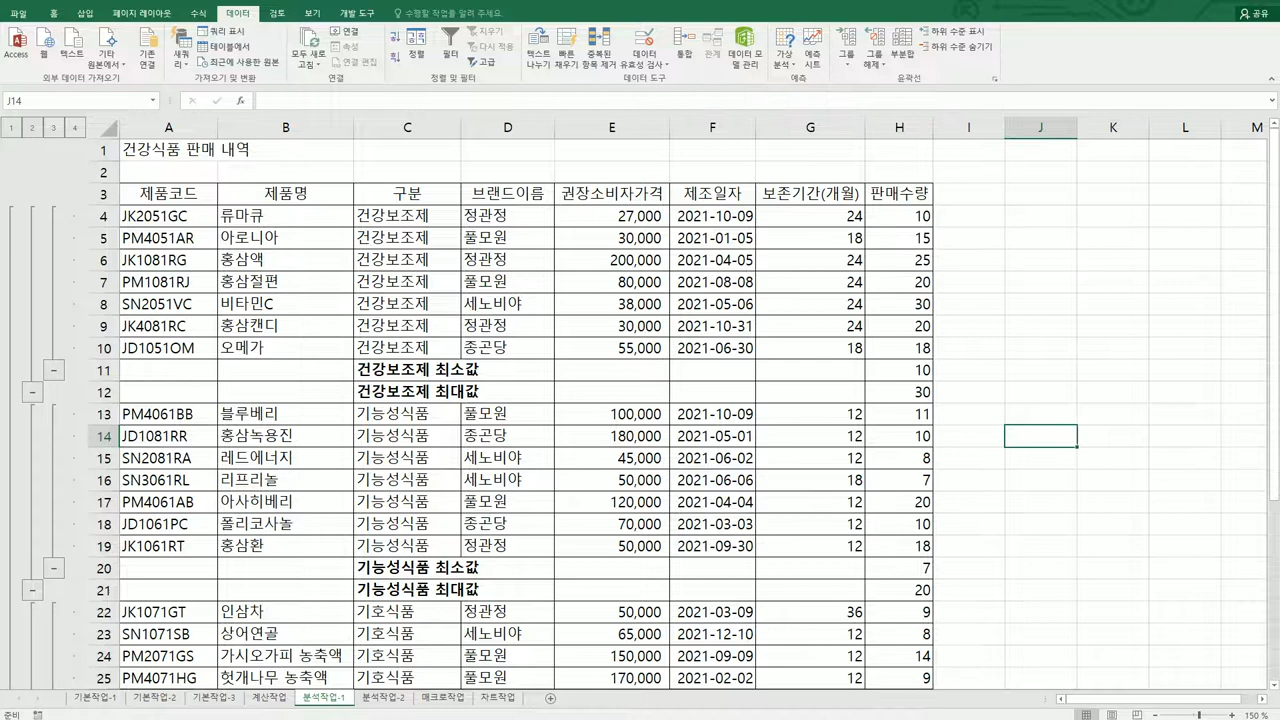 파일 홈 삽입 페이지 레이아웃 수식 데이터 검토 보기 개발 도구 수행할 작업을 알려 주세요. 공유
Access 웹 텍스트 기타 원본에서 기존 연결 새 쿼리 쿼리 표시 테이블에서 최근에 사용한 원본 모두 새로 고침 연결 속성 연결 편집 정렬 필터 지우기 다시 적용 고급 텍스트 나누기 빠른 채우기 중복된 항목 제거 데이터 유효성 검사 통합 관계 데이터 모델 관리 가상 분석 예측 시트 그룹 그룹 해제 부분합 하위 수준 표시 하위 수준 숨기기
외부 데이터 가져오기 가져오기 및 변환 연결 정렬 및 필터 데이터 도구 예측 윤곽선
J14 fx
1 2 3 4 A B C D E F G H I J K L M
1 건강식품 판매 내역
2
3 제품코드 제품명 구분 브랜드이름 권장소비자가격 제조일자 보존기간(개월) 판매수량
4 JK2051GC 류마큐 건강보조제 정관정 27,000 2021-10-09 24 10
5 PM4051AR 아로니아 건강보조제 풀모원 30,000 2021-01-05 18 15
6 JK1081RG 홍삼액 건강보조제 정관정 200,000 2021-04-05 24 25
7 PM1081RJ 홍삼절편 건강보조제 풀모원 80,000 2021-08-08 24 20
8 SN2051VC 비타민C 건강보조제 세노비야 38,000 2021-05-06 24 30
9 JK4081RC 홍삼캔디 건강보조제 정관정 30,000 2021-10-31 24 20
10 JD1051OM 오메가 건강보조제 종곤당 55,000 2021-06-30 18 18
11 건강보조제 최소값 10
12 건강보조제 최대값 30
13 PM4061BB 블루베리 기능성식품 풀모원 100,000 2021-10-09 12 11
14 JD1081RR 홍삼녹용진 기능성식품 종곤당 180,000 2021-05-01 12 10
15 SN2081RA 레드에너지 기능성식품 세노비야 45,000 2021-06-02 12 8
16 SN3061RL 리프리놀 기능성식품 세노비야 50,000 2021-06-06 18 7
17 PM4061AB 아사히베리 기능성식품 풀모원 120,000 2021-04-04 12 20
18 JD1061PC 폴리코사놀 기능성식품 종곤당 70,000 2021-03-03 12 10
19 JK1061RT 홍삼환 기능성식품 정관정 50,000 2021-09-30 12 18
20 기능성식품 최소값 7
21 기능성식품 최대값 20
22 JK1071GT 인삼차 기호식품 정관정 50,000 2021-03-09 36 9
23 SN1071SB 상어연골 기호식품 세노비야 65,000 2021-12-10 12 8
24 PM2071GS 가시오가피 농축액 기호식품 풀모원 150,000 2021-09-09 12 14
25 PM4071HG 헛개나무 농축액 기호식품 풀모원 170,000 2021-02-02 12 9
기본작업-1 기본작업-2 기본작업-3 계산작업 분석작업-1 분석작업-2 매크로작업 차트작업
준비 150 %